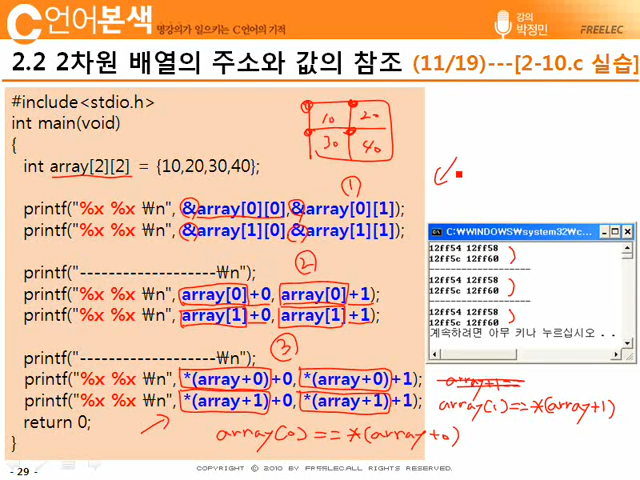 C언어본색
명강의가 일으키는 C언어의 기적
강의
박정민
FREELEC
2.2 2차원 배열의 주소와 값의 참조 (11/19)---[2-10.c 실습]
#include<stdio.h>
int main(void)
{
int array[2][2] = {10,20,30,40};
10 20
30 40
①
printf("%x %x ₩n", &array[0][0],&array[0][1]);
printf("%x %x ₩n", &array[1][0],&array[1][1]);
②
printf("-------------------₩n");
printf("%x %x ₩n", array[0]+0, array[0]+1);
printf("%x %x ₩n", array[1]+0, array[1]+1);
③
printf("-------------------₩n");
printf("%x %x ₩n", *(array+0)+0, *(array+0)+1);
printf("%x %x ₩n", *(array+1)+0, *(array+1)+1);
return 0;
}
array[0] == *(array+0)
C:₩WINDOWS₩system32₩c...
12ff54 12ff58
12ff5c 12ff60
-------------------
12ff54 12ff58
12ff5c 12ff60
-------------------
12ff54 12ff58
12ff5c 12ff60
계속하려면 아무 키나 누르십시오 . .
array+1 ==
array[1] == *(array+1)
- 29 -
COPYRIGHT ⓒ 2010 BY FREELEC.ALL RIGHTS RESERVED.